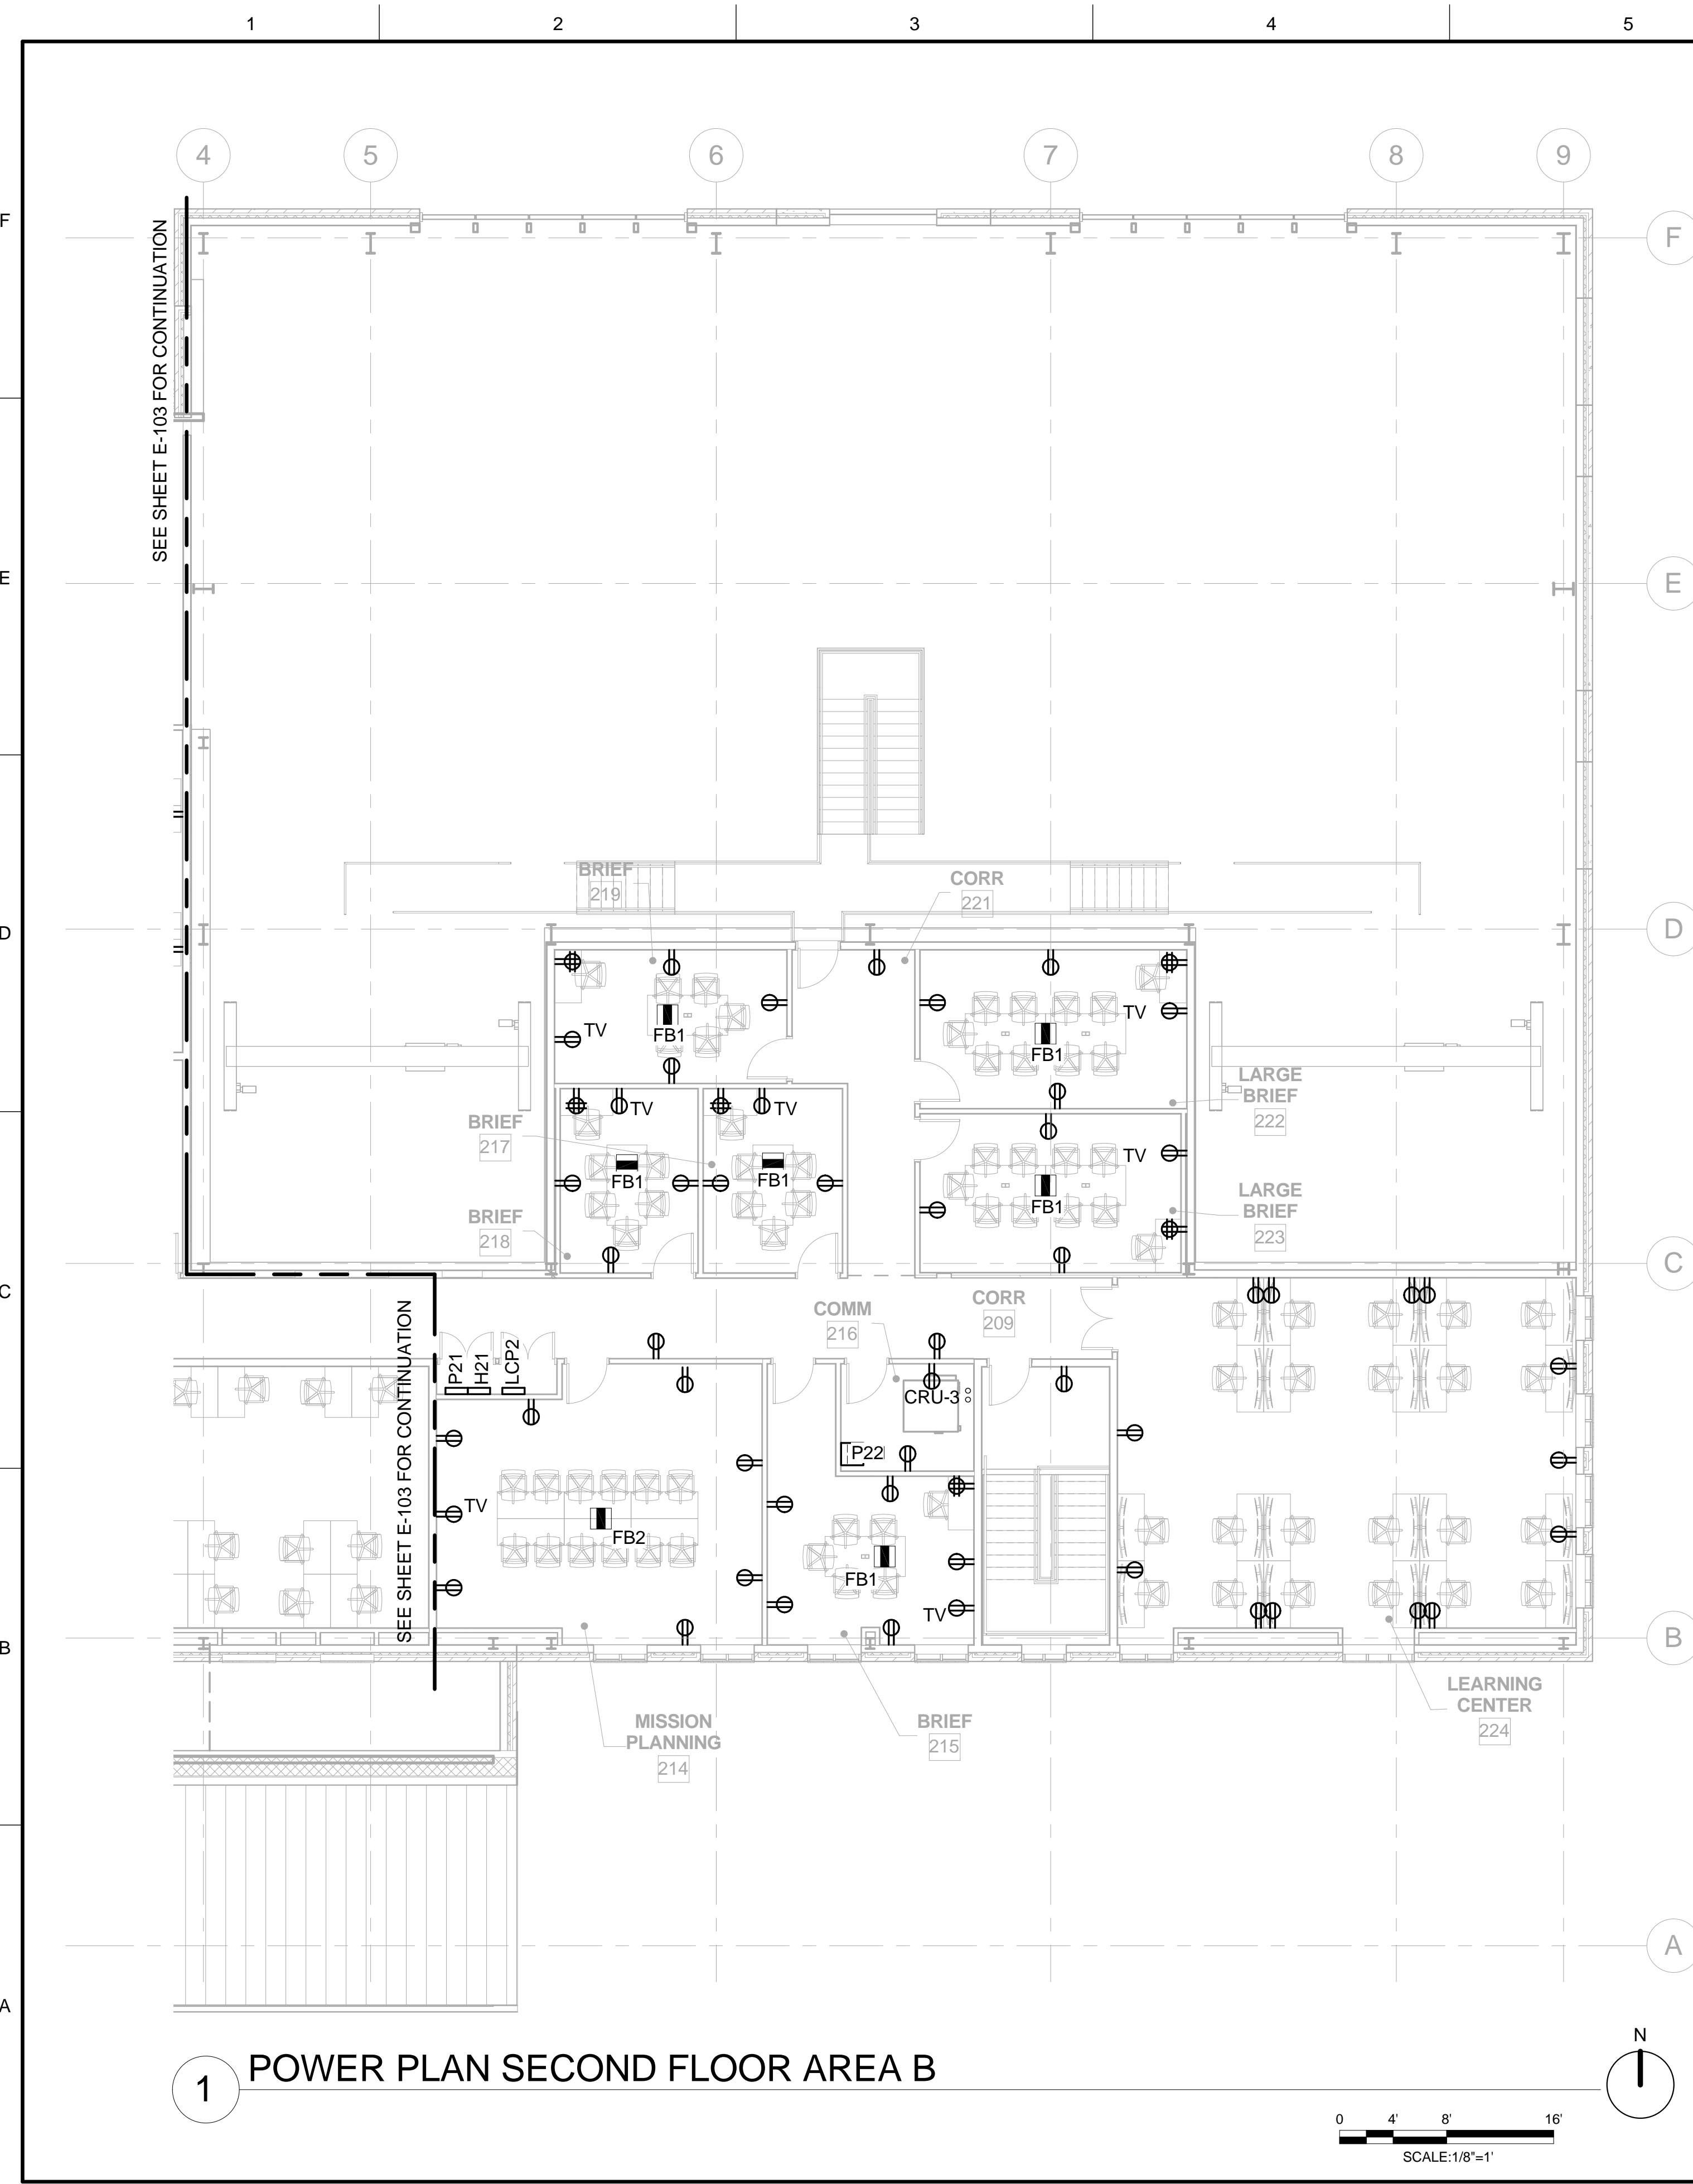 1 2 3 4 5
4 5 6 7 8 9
F
F
SEE SHEET E-103 FOR CONTINUATION
E
E
BRIEF
219
CORR
221
D
D
TV
FB1
TV
FB1
LARGE
BRIEF
222
TV
TV
BRIEF
217
FB1
FB1
TV
FB1
LARGE
BRIEF
223
BRIEF
218
C
C
COMM
216
CORR
209
SEE SHEET E-103 FOR CONTINUATION
P21
H21
LCP2
CRU-3
P22
TV
FB2
FB1
TV
B
B
MISSION
PLANNING
214
BRIEF
215
LEARNING
CENTER
224
A
A
N
1
POWER PLAN SECOND FLOOR AREA B
0 4' 8' 16'
SCALE:1/8"=1'